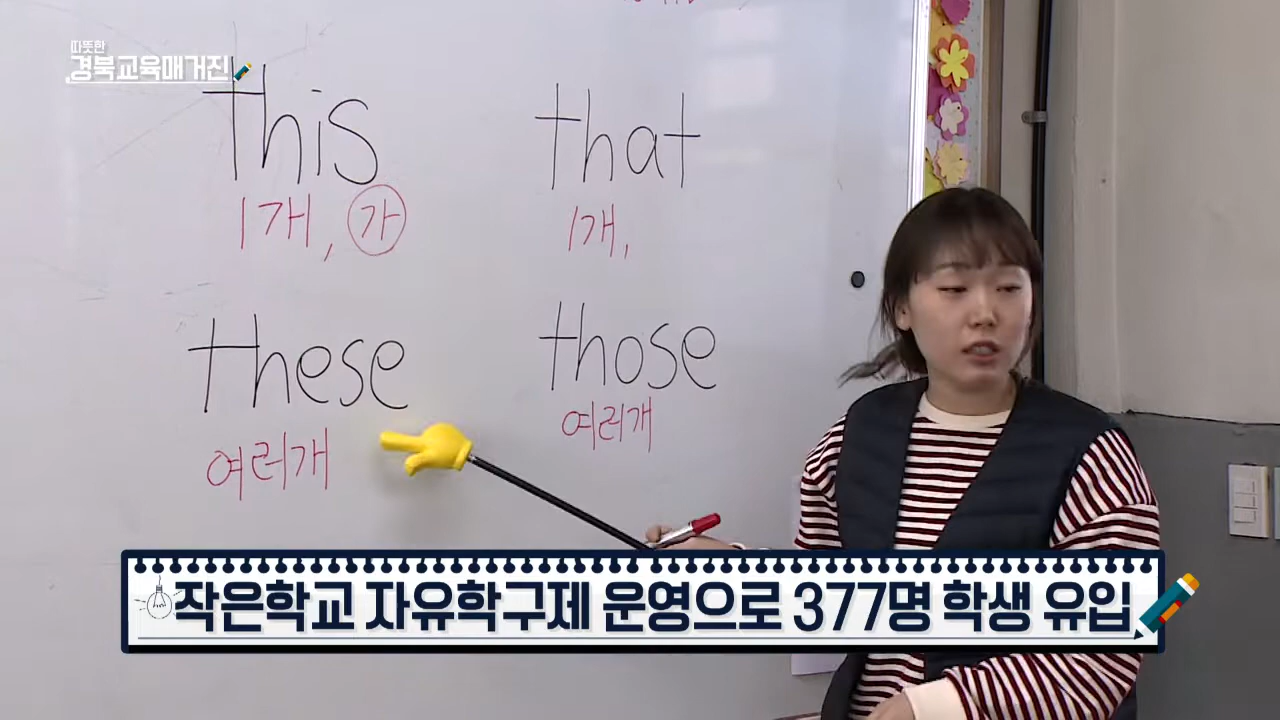 따뜻한
경북교육매거진
this
that
1개, 가
1개,
these
those
여러개
여러개
작은학교 자유학구제 운영으로 377명 학생 유입